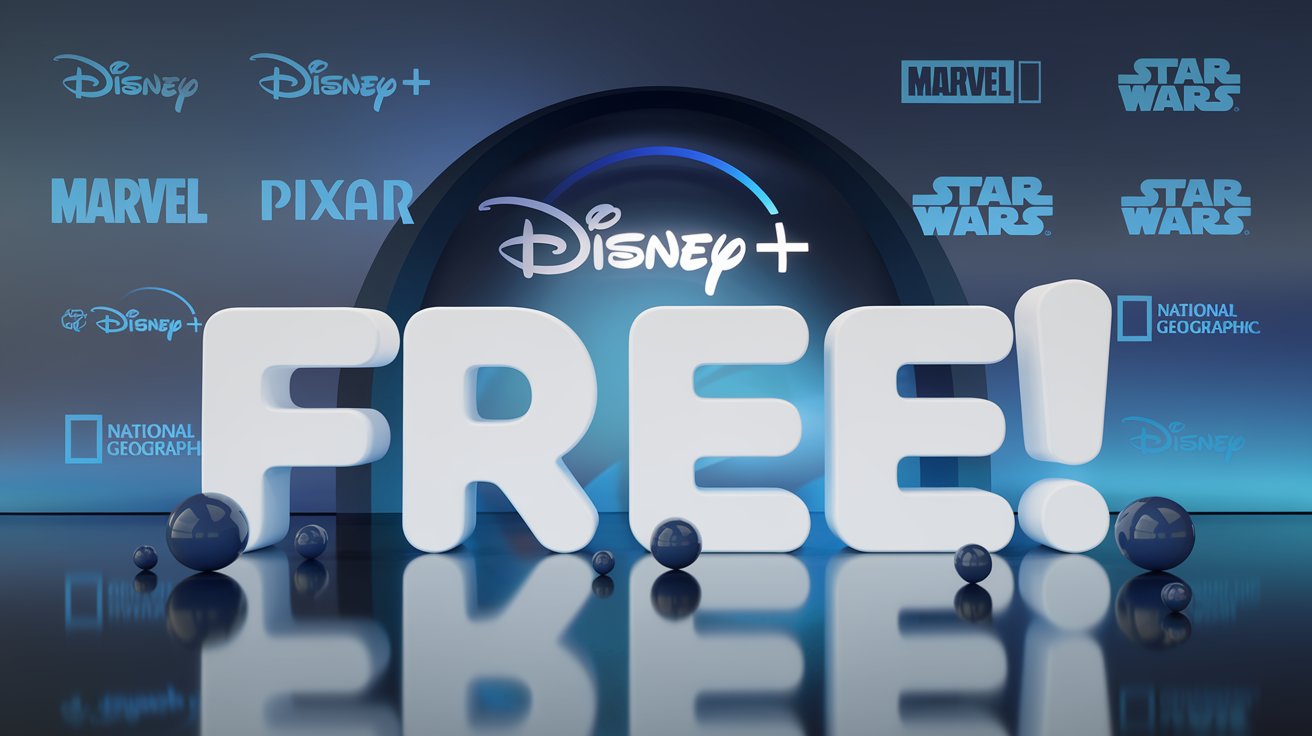 Disney
Disney+
MARVEL
STAR
WARS
MARVEL
PIXAR
Disney+
STAR
WARS
STAR
WARS
Disney+
FREE!
NATIONAL
GEOGRAPHIC
NATIONAL
GEOGRAPH
Disney